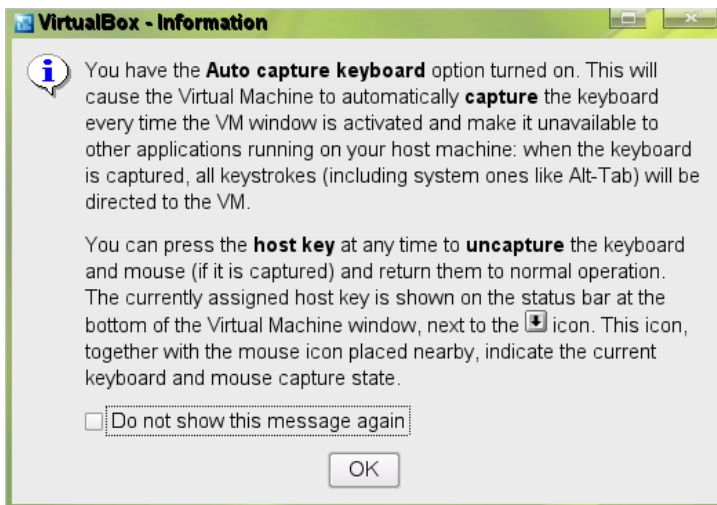 VirtualBox - Information
You have the Auto capture keyboard option turned on. This will
cause the Virtual Machine to automatically capture the keyboard
every time the VM window is activated and make it unavailable to
other applications running on your host machine: when the keyboard
is captured, all keystrokes (including system ones like Alt-Tab) will be
directed to the VM.
You can press the host key at any time to uncapture the keyboard
and mouse (if it is captured) and return them to normal operation.
The currently assigned host key is shown on the status bar at the
bottom of the Virtual Machine window, next to the icon. This icon,
together with the mouse icon placed nearby, indicate the current
keyboard and mouse capture state.
Do not show this message again
OK